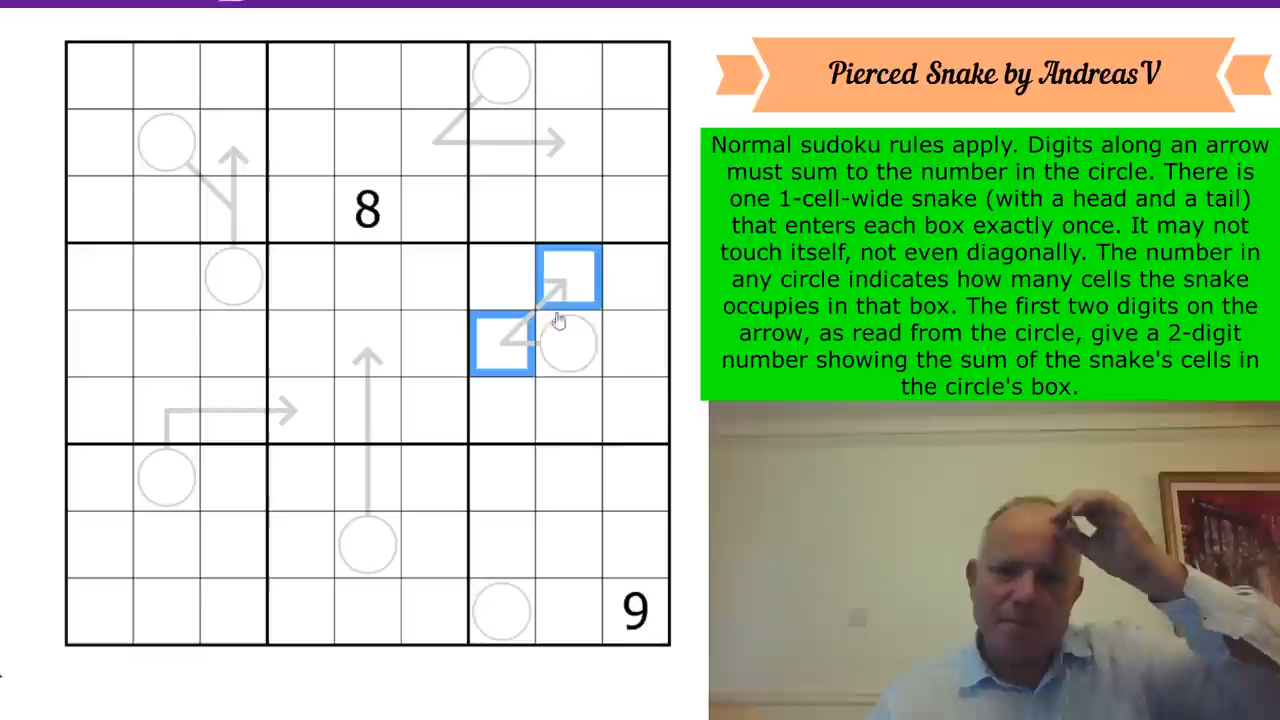 Pierced Snake by AndreasV
Normal sudoku rules apply. Digits along an arrow
must sum to the number in the circle. There is
one 1-cell-wide snake (with a head and a tail)
that enters each box exactly once. It may not
touch itself, not even diagonally. The number in
any circle indicates how many cells the snake
occupies in that box. The first two digits on the
arrow, as read from the circle, give a 2-digit
number showing the sum of the snake's cells in
the circle's box.
8
9